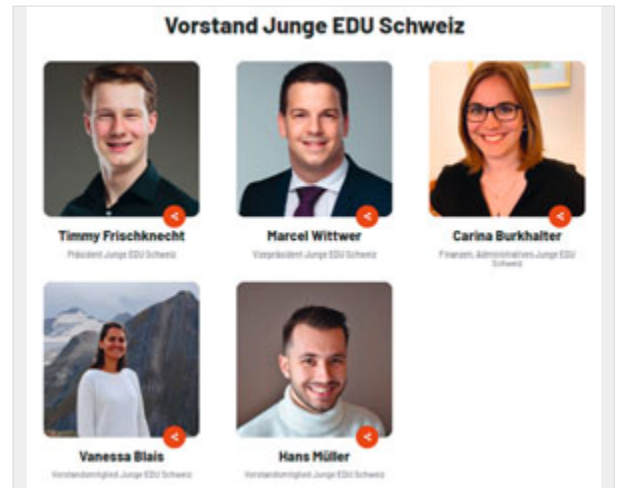 Vorstand Junge EDU Schweiz
Timmy Frischknecht
Präsident Junge EDU Schweiz
Marcel Wittwer
Vizepräsident Junge EDU Schweiz
Carina Burkhalter
Finanzen, Administratives Junge EDU
Schweiz
Vanessa Blais
Vorstandsmitglied Junge EDU Schweiz
Hans Müller
Vorstandsmitglied Junge EDU Schweiz